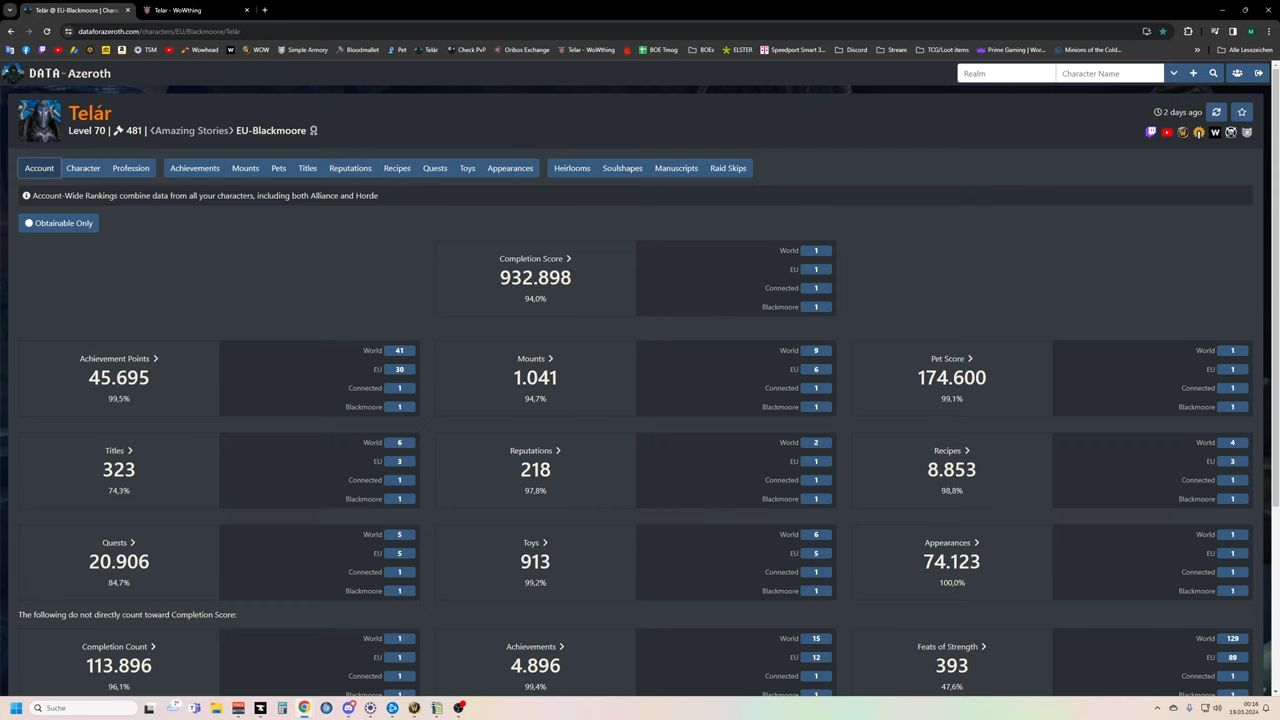 Telár @ EU-Blackmoore | Chara
Telar - WoWthing
dataforazeroth.com/characters/EU/Blackmoore/Telár
TSM
Wowhead
WOW
Simple Armory
Bloodmallet
Pet
Telár
Check PvP
Oribos Exchange
Telar - WoWthing
BOE Tmog
BOEs
ELSTER
Speedport Smart 3...
Discord
Stream
TCG/Loot items
Prime Gaming | Wor...
Minions of the Cold...
Alle Lesezeichen
DATA for Azeroth
Realm
Character Name
Telár
Level 70 | 481 | <Amazing Stories> EU-Blackmoore
2 days ago
Account Character Profession Achievements Mounts Pets Titles Reputations Recipes Quests Toys Appearances Heirlooms Soulshapes Manuscripts Raid Skips
Account-Wide Rankings combine data from all your characters, including both Alliance and Horde
Obtainable Only
Completion Score
932.898
94,0%
World 1
EU 1
Connected 1
Blackmoore 1
Achievement Points
45.695
99,5%
World 41
EU 30
Connected 1
Blackmoore 1
Mounts
1.041
94,7%
World 9
EU 6
Connected 1
Blackmoore 1
Pet Score
174.600
99,1%
World 1
EU 1
Connected 1
Blackmoore 1
Titles
323
74,3%
World 6
EU 3
Connected 1
Blackmoore 1
Reputations
218
97,8%
World 2
EU 1
Connected 1
Blackmoore 1
Recipes
8.853
98,8%
World 4
EU 3
Connected 1
Blackmoore 1
Quests
20.906
84,7%
World 5
EU 5
Connected 1
Blackmoore 1
Toys
913
99,2%
World 6
EU 5
Connected 1
Blackmoore 1
Appearances
74.123
100,0%
World 1
EU 1
Connected 1
Blackmoore 1
The following do not directly count toward Completion Score:
Completion Count
113.896
96,1%
World 1
EU 1
Connected 1
Blackmoore
Achievements
4.896
99,4%
World 15
EU 12
Connected 1
Blackmoore
Feats of Strength
393
47,6%
World 129
EU 89
Connected 1
Blackmoore
Suche
00:16
19.03.2024